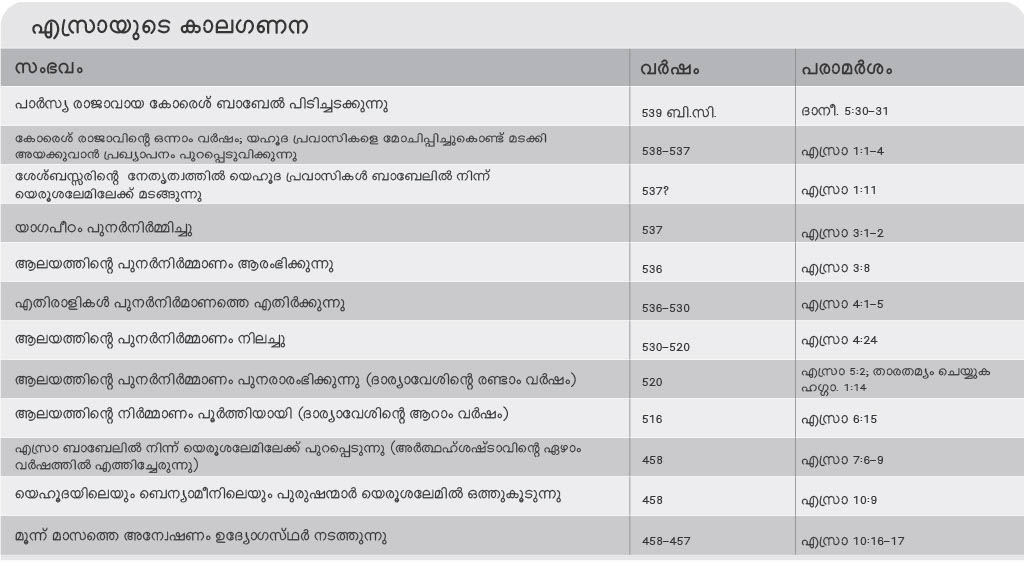 എസ്രായുടെ കാലഗണന
സംഭവം വർഷം പരാമർശം
പാർസ്യ രാജാവായ കോരെശ് ബാബേൽ പിടിച്ചടക്കുന്നു 539 ബി.സി. ദാനീ. 5:30–31
കോരെശ് രാജാവിന്റെ ഒന്നാം വർഷം; യഹൂദ പ്രവാസികളെ മോചിപ്പിച്ചുകൊണ്ട് മടക്കി
അയക്കുവാൻ പ്രഖ്യാപനം പുറപ്പെടുവിക്കുന്നു 538–537 എസ്രാ 1:1–4
ശേശ്ബസ്സരിന്റെ നേതൃത്വത്തിൽ യെഹൂദ പ്രവാസികൾ ബാബേലിൽ നിന്ന്
യെരൂശലേമിലേക്ക് മടങ്ങുന്നു 537? എസ്രാ 1:11
യാഗപീഠം പുനർനിർമ്മിച്ചു 537 എസ്രാ 3:1–2
ആലയത്തിന്റെ പുനർനിർമ്മാണം ആരംഭിക്കുന്നു 536 എസ്രാ 3:8
എതിരാളികൾ പുനർനിർമാണത്തെ എതിർക്കുന്നു 536–530 എസ്രാ 4:1–5
ആലയത്തിന്റെ പുനർനിർമ്മാണം നിലച്ചു 530–520 എസ്രാ 4:24
ആലയത്തിന്റെ പുനർനിർമ്മാണം പുനരാരംഭിക്കുന്നു (ദാര്യാവേശിന്റെ രണ്ടാം വർഷം) 520 എസ്രാ 5:2; താരതമ്യം ചെയ്യുക
ഹഗ്ഗാ. 1:14
ആലയത്തിന്റെ നിർമ്മാണം പൂർത്തിയായി (ദാര്യാവേശിന്റെ ആറാം വർഷം) 516 എസ്രാ 6:15
എസ്രാ ബാബേലിൽ നിന്ന് യെരൂശലേമിലേക്ക് പുറപ്പെടുന്നു (അർത്ഥഹ്ശഷ്ടാവിന്റെ ഏഴാം
വർഷത്തിൽ എത്തിച്ചേരുന്നു) 458 എസ്രാ 7:6–9
യെഹൂദയിലെയും ബെന്യാമീനിലെയും പുരുഷന്മാർ യെരൂശലേമിൽ ഒത്തുകൂടുന്നു 458 എസ്രാ 10:9
മൂന്ന് മാസത്തെ അന്വേഷണം ഉദ്യോഗസ്ഥർ നടത്തുന്നു 458–457 എസ്രാ 10:16–17